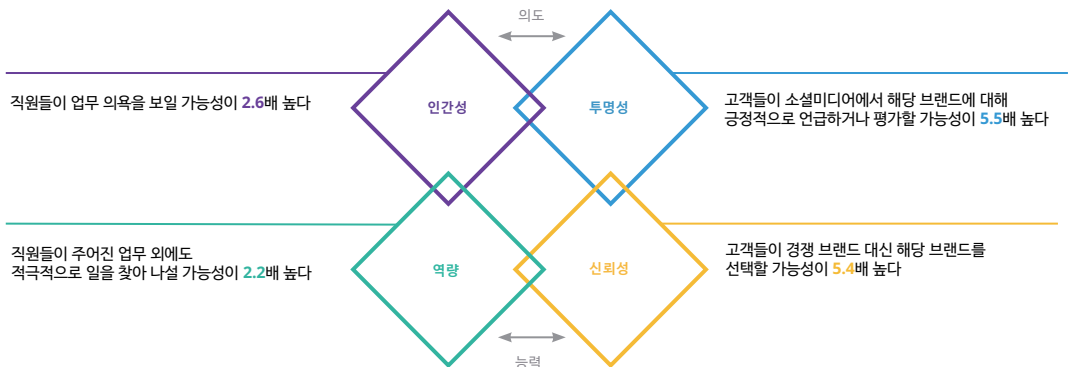 의도
인간성
투명성
직원들이 업무 의욕을 보일 가능성이 2.6배 높다
고객들이 소셜미디어에서 해당 브랜드에 대해
긍정적으로 언급하거나 평가할 가능성이 5.5배 높다
직원들이 주어진 업무 외에도
적극적으로 일을 찾아 나설 가능성이 2.2배 높다
역량
신뢰성
고객들이 경쟁 브랜드 대신 해당 브랜드를
선택할 가능성이 5.4배 높다
능력